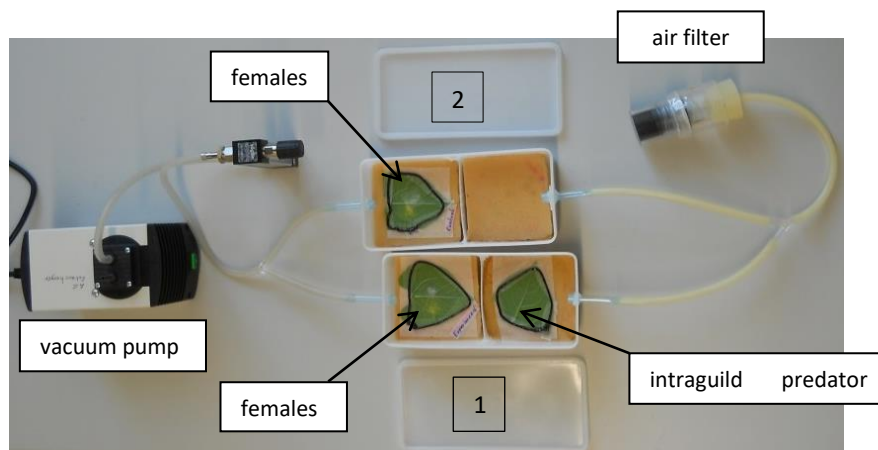 air filter
females
2
vacuum pump
females
1
intraguild predator